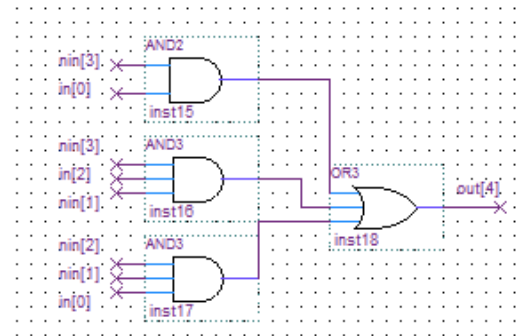 AND2
nin[3]
in[0]
inst15
AND3
nin[3]
in[2]
nin[1]
inst16
OR3
out[4]
inst18
AND3
nin[2]
nin[1]
in[0]
inst17